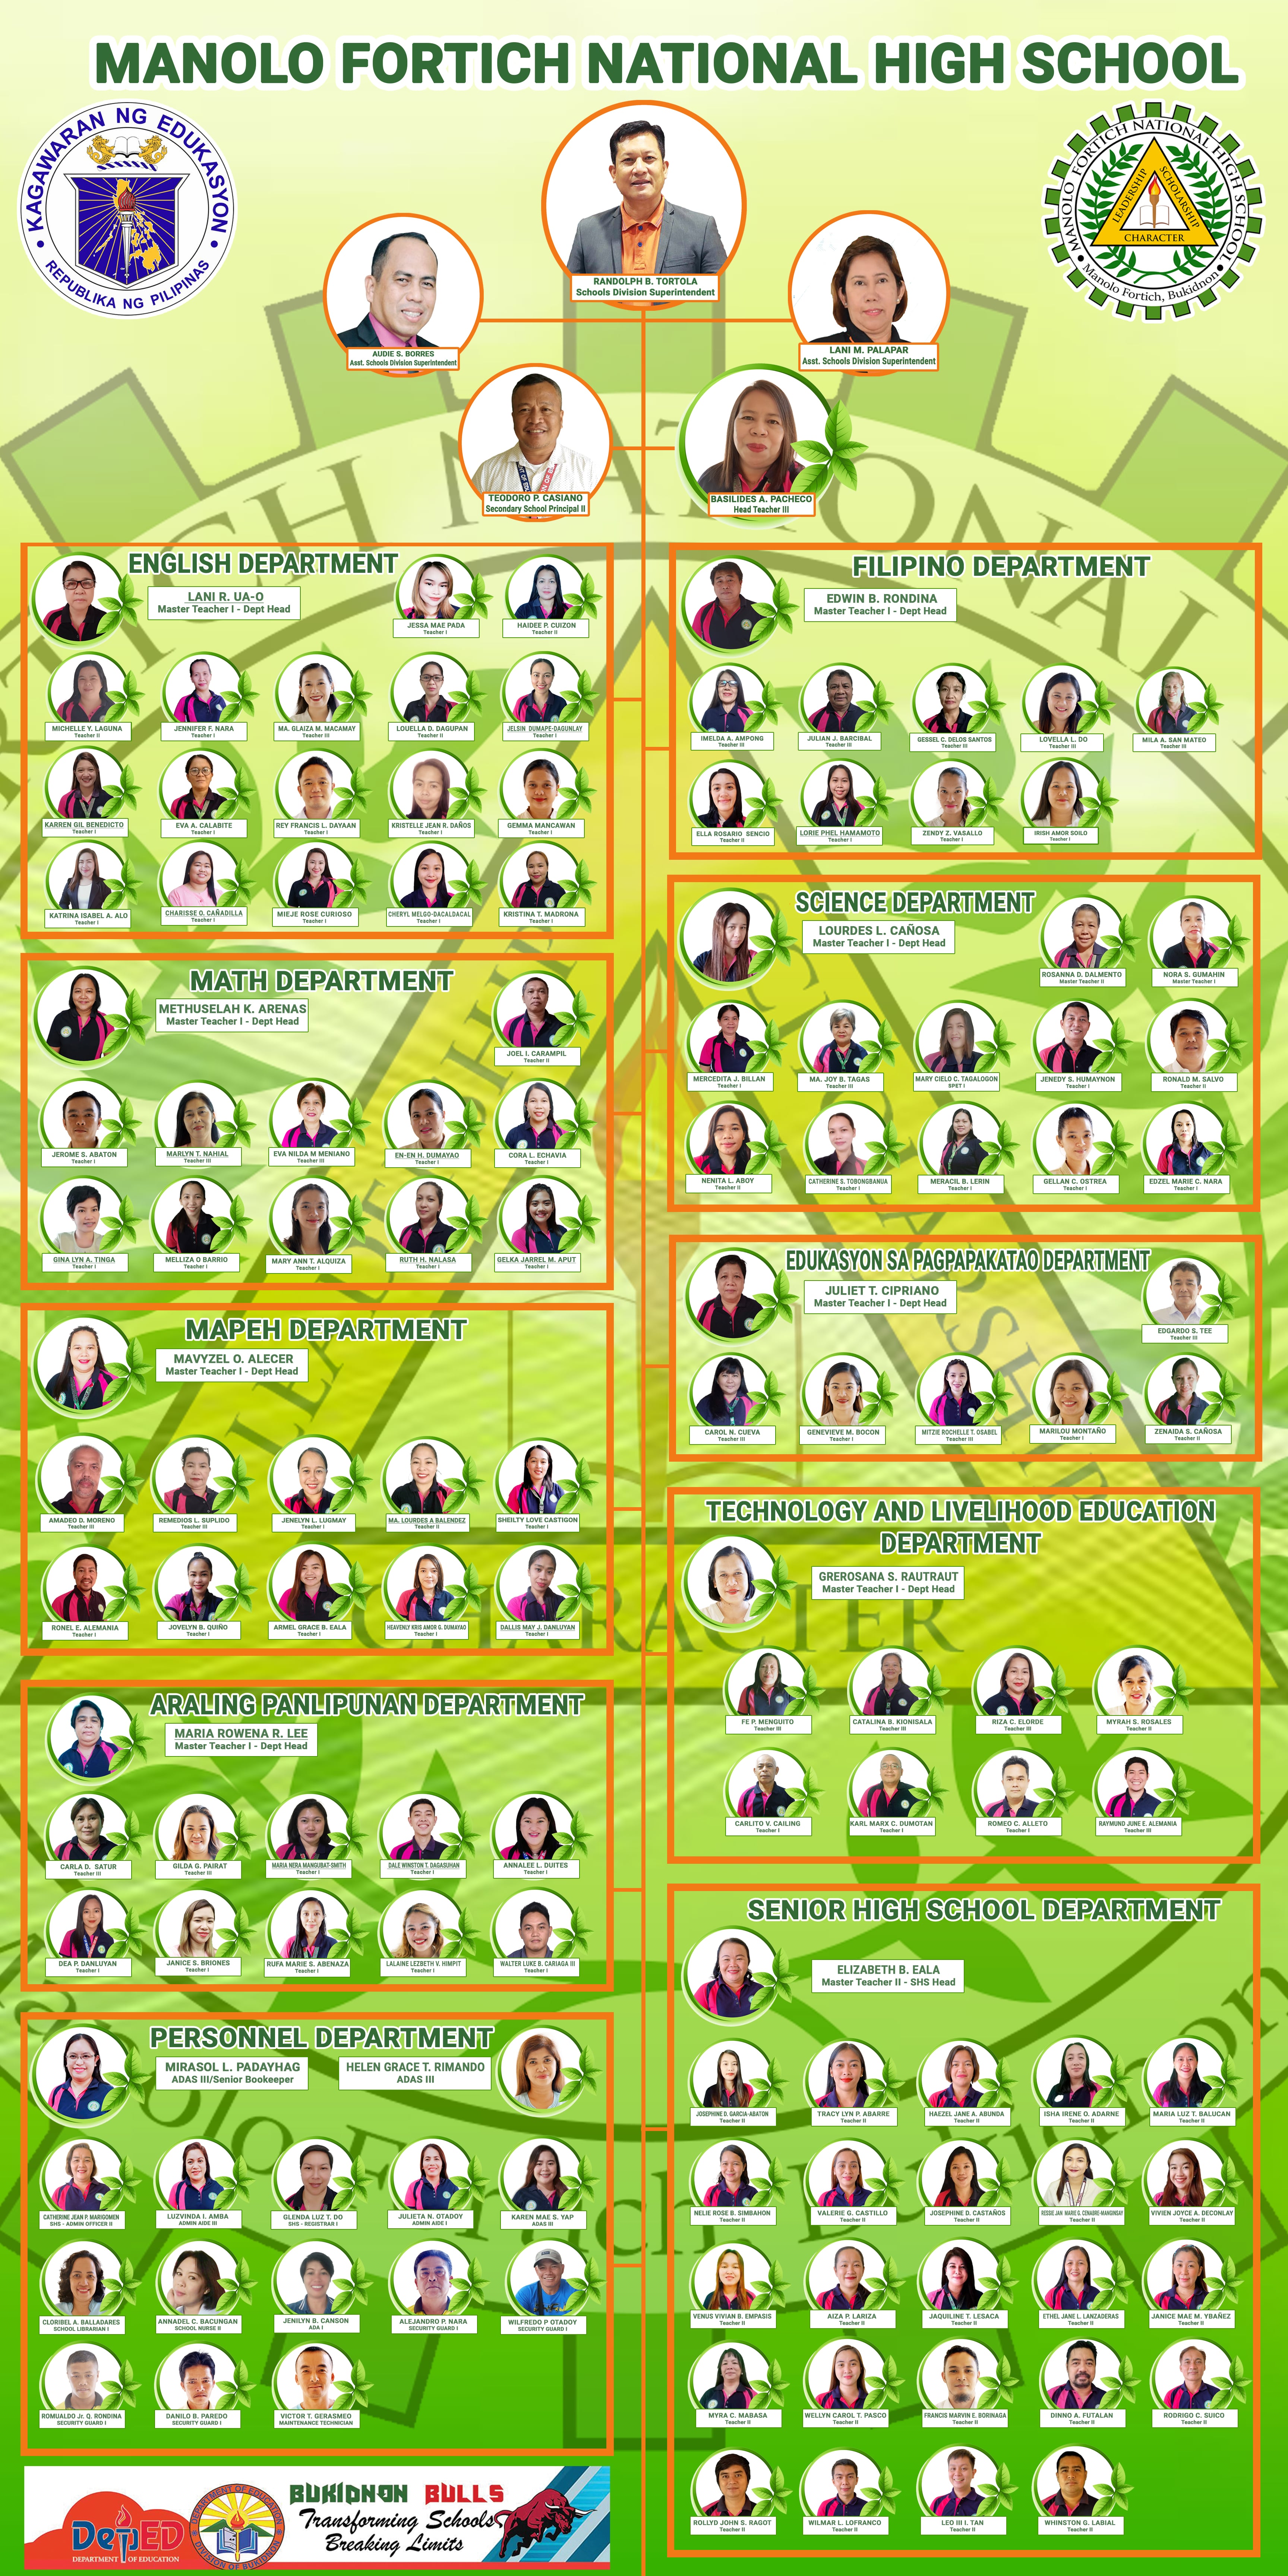 MANOLO FORTICH NATIONAL HIGH SCHOOL
KAGAWARAN NG EDUKASYON
REPUBLIKA NG PILIPINAS
MANOLO FORTICH NATIONAL HIGH SCHOOL
LEADERSHIP
SCHOLARSHIP
CHARACTER
Manolo Fortich, Bukidnon
RANDOLPH B. TORTOLA
Schools Division Superintendent
AUDIE S. BORRES
Asst. Schools Division Superintendent
LANI M. PALAPAR
Asst. Schools Division Superintendent
TEODORO P. CASIANO
Secondary School Principal II
BASILIDES A. PACHECO
Head Teacher III
ENGLISH DEPARTMENT
LANI R. UA-O
Master Teacher I - Dept Head
JESSA MAE PADA
Teacher I
HAIDEE P. CUIZON
Teacher II
MICHELLE Y. LAGUNA
Teacher II
JENNIFER F. NARA
Teacher I
MA. GLAIZA M. MACAMAY
Teacher III
LOUELLA D. DAGUPAN
Teacher II
JELSIN DUMAPE-DAGUNLAY
Teacher I
KARREN GIL BENEDICTO
Teacher I
EVA A. CALABITE
Teacher I
REY FRANCIS L. DAYAAN
Teacher I
KRISTELLE JEAN R. DAÑOS
Teacher I
GEMMA MANCAWAN
Teacher I
KATRINA ISABEL A. ALO
Teacher I
CHARISSE O. CAÑADILLA
Teacher I
MIEJE ROSE CURIOSO
Teacher I
CHERYL MELGO-DACALDACAL
Teacher I
KRISTINA T. MADRONA
Teacher I
FILIPINO DEPARTMENT
EDWIN B. RONDINA
Master Teacher I - Dept Head
IMELDA A. AMPONG
Teacher III
JULIAN J. BARCIBAL
Teacher III
GESSEL C. DELOS SANTOS
Teacher III
LOVELLA L. DO
Teacher III
MILA A. SAN MATEO
Teacher III
ELLA ROSARIO SENCIO
Teacher II
LORIE PHEL HAMAMOTO
Teacher I
ZENDY Z. VASALLO
Teacher I
IRISH AMOR SOILO
Teacher I
SCIENCE DEPARTMENT
LOURDES L. CAÑOSA
Master Teacher I - Dept Head
ROSANNA D. DALMENTO
Master Teacher II
NORA S. GUMAHIN
Master Teacher I
MERCEDITA J. BILLAN
Teacher I
MA. JOY B. TAGAS
Teacher III
MARY CIELO C. TAGALOGON
SPET I
JENEDY S. HUMAYNON
Teacher I
RONALD M. SALVO
Teacher II
NENITA L. ABOY
Teacher II
CATHERINE S. TOBONGBANUA
Teacher I
MERACIL B. LERIN
Teacher I
GELLAN C. OSTREA
Teacher I
EDZEL MARIE C. NARA
Teacher I
MATH DEPARTMENT
METHUSELAH K. ARENAS
Master Teacher I - Dept Head
JOEL I. CARAMPIL
Teacher II
JEROME S. ABATON
Teacher I
MARLYN T. NAHIAL
Teacher III
EVA NILDA M MENIANO
Teacher III
EN-EN H. DUMAYAO
Teacher I
CORA L. ECHAVIA
Teacher I
GINA LYN A. TINGA
Teacher I
MELLIZA O BARRIO
Teacher I
MARY ANN T. ALQUIZA
Teacher I
RUTH H. NALASA
Teacher I
GELKA JARREL M. APUT
Teacher I
EDUKASYON SA PAGPAPAKATAO DEPARTMENT
JULIET T. CIPRIANO
Master Teacher I - Dept Head
EDGARDO S. TEE
Teacher III
CAROL N. CUEVA
Teacher III
GENEVIEVE M. BOCON
Teacher I
MITZIE ROCHELLE T. OSABEL
Teacher III
MARILOU MONTAÑO
Teacher I
ZENAIDA S. CAÑOSA
Teacher II
MAPEH DEPARTMENT
MAVYZEL O. ALECER
Master Teacher I - Dept Head
AMADEO D. MORENO
Teacher III
REMEDIOS L. SUPLIDO
Teacher III
JENELYN L. LUGMAY
Teacher I
MA. LOURDES A BALENDEZ
Teacher II
SHEILTY LOVE CASTIGON
Teacher I
RONEL E. ALEMANIA
Teacher I
JOVELYN B. QUIÑO
Teacher I
ARMEL GRACE B. EALA
Teacher I
HEAVENLY KRIS AMOR G. DUMAYAO
Teacher I
DALLIS MAY J. DANLUYAN
Teacher I
TECHNOLOGY AND LIVELIHOOD EDUCATION
DEPARTMENT
GREROSANA S. RAUTRAUT
Master Teacher I - Dept Head
FE P. MENGUITO
Teacher III
CATALINA B. KIONISALA
Teacher III
RIZA C. ELORDE
Teacher III
MYRAH S. ROSALES
Teacher II
CARLITO V. CAILING
Teacher I
KARL MARX C. DUMOTAN
Teacher I
ROMEO C. ALLETO
Teacher I
RAYMUND JUNE E. ALEMANIA
Teacher III
ARALING PANLIPUNAN DEPARTMENT
MARIA ROWENA R. LEE
Master Teacher I - Dept Head
CARLA D. SATUR
Teacher III
GILDA G. PAIRAT
Teacher III
MARIA NERA MANGUBAT-SMITH
Teacher I
DALE WINSTON T. DAGASUHAN
Teacher I
ANNALEE L. DUITES
Teacher I
DEA P. DANLUYAN
Teacher I
JANICE S. BRIONES
Teacher I
RUFA MARIE S. ABENAZA
Teacher I
LALAINE LEZBETH V. HIMPIT
Teacher I
WALTER LUKE B. CARIAGA III
Teacher I
SENIOR HIGH SCHOOL DEPARTMENT
ELIZABETH B. EALA
Master Teacher II - SHS Head
JOSEPHINE D. GARCIA-ABATON
Teacher II
TRACY LYN P. ABARRE
Teacher II
HAEZEL JANE A. ABUNDA
Teacher II
ISHA IRENE O. ADARNE
Teacher II
MARIA LUZ T. BALUCAN
Teacher II
NELIE ROSE B. SIMBAHON
Teacher II
VALERIE G. CASTILLO
Teacher II
JOSEPHINE D. CASTAÑOS
Teacher II
Teacher II
VIVIEN JOYCE A. DECONLAY
Teacher II
VENUS VIVIAN B. EMPASIS
Teacher II
AIZA P. LARIZA
Teacher II
JAQUILINE T. LESACA
Teacher II
ETHEL JANE L. LANZADERAS
Teacher II
JANICE MAE M. YBAÑEZ
Teacher II
MYRA C. MABASA
Teacher II
WELLYN CAROL T. PASCO
Teacher II
FRANCIS MARVIN E. BORINAGA
Teacher II
DINNO A. FUTALAN
Teacher II
RODRIGO C. SUICO
Teacher II
ROLLYD JOHN S. RAGOT
Teacher II
WILMAR L. LOFRANCO
Teacher II
LEO III I. TAN
Teacher II
WHINSTON G. LABIAL
Teacher II
PERSONNEL DEPARTMENT
MIRASOL L. PADAYHAG
ADAS III/Senior Bookeeper
HELEN GRACE T. RIMANDO
ADAS III
CATHERINE JEAN P. MARIGOMEN
SHS - ADMIN OFFICER II
LUZVINDA I. AMBA
ADMIN AIDE III
GLENDA LUZ T. DO
SHS - REGISTRAR I
JULIETA N. OTADOY
ADMIN AIDE I
KAREN MAE S. YAP
ADAS III
CLORIBEL A. BALLADARES
SCHOOL LIBRARIAN I
ANNADEL C. BACUNGAN
SCHOOL NURSE II
JENILYN B. CANSON
ADA I
ALEJANDRO P. NARA
SECURITY GUARD I
WILFREDO P OTADOY
SECURITY GUARD I
ROMUALDO Jr. Q. RONDINA
SECURITY GUARD I
DANILO B. PAREDO
SECURITY GUARD I
VICTOR T. GERASMEO
MAINTENANCE TECHNICIAN
DepED
DEPARTMENT OF EDUCATION
DEPARTMENT OF EDUCATION
DIVISION OF BUKIDNON
BUKIDNON BULLS
Transforming Schools
Breaking Limits